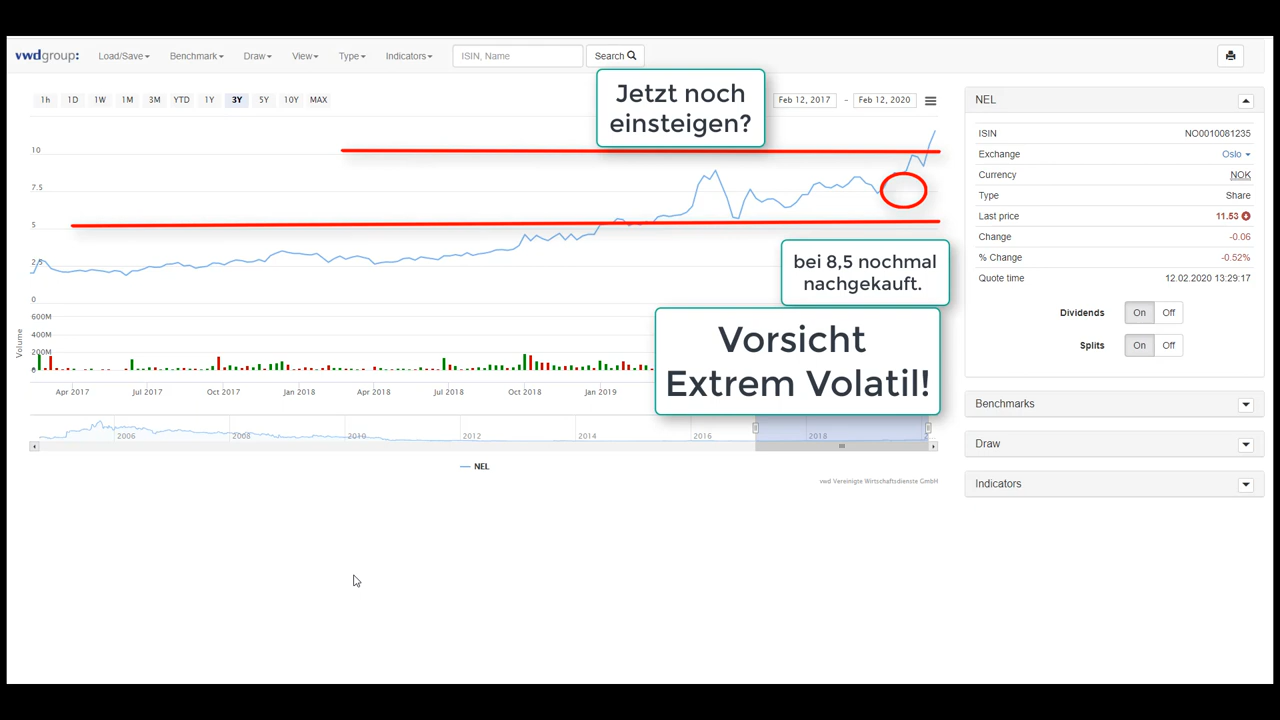 vwdgroup:
Load/Save
Benchmark
Draw
View
Type
Indicators
ISIN, Name
Search
Jetzt noch
einsteigen?
1h 1D 1W 1M 3M YTD 1Y 3Y 5Y 10Y MAX
Feb 12, 2017 - Feb 12, 2020
10
7.5
5
2.5
0
bei 8,5 nochmal
nachgekauft.
Vorsicht
Extrem Volatil!
Volume
600M
400M
200M
0
Apr 2017 Jul 2017 Oct 2017 Jan 2018 Apr 2018 Jul 2018 Oct 2018 Jan 2019
2006 2008 2010 2012 2014 2016 2018
NEL
vwd Vereinigte Wirtschaftsdienste GmbH
NEL
ISIN NO0010081235
Exchange Oslo
Currency NOK
Type Share
Last price 11.53
Change -0.06
% Change -0.52%
Quote time 12.02.2020 13:29:17
Dividends On Off
Splits On Off
Benchmarks
Draw
Indicators